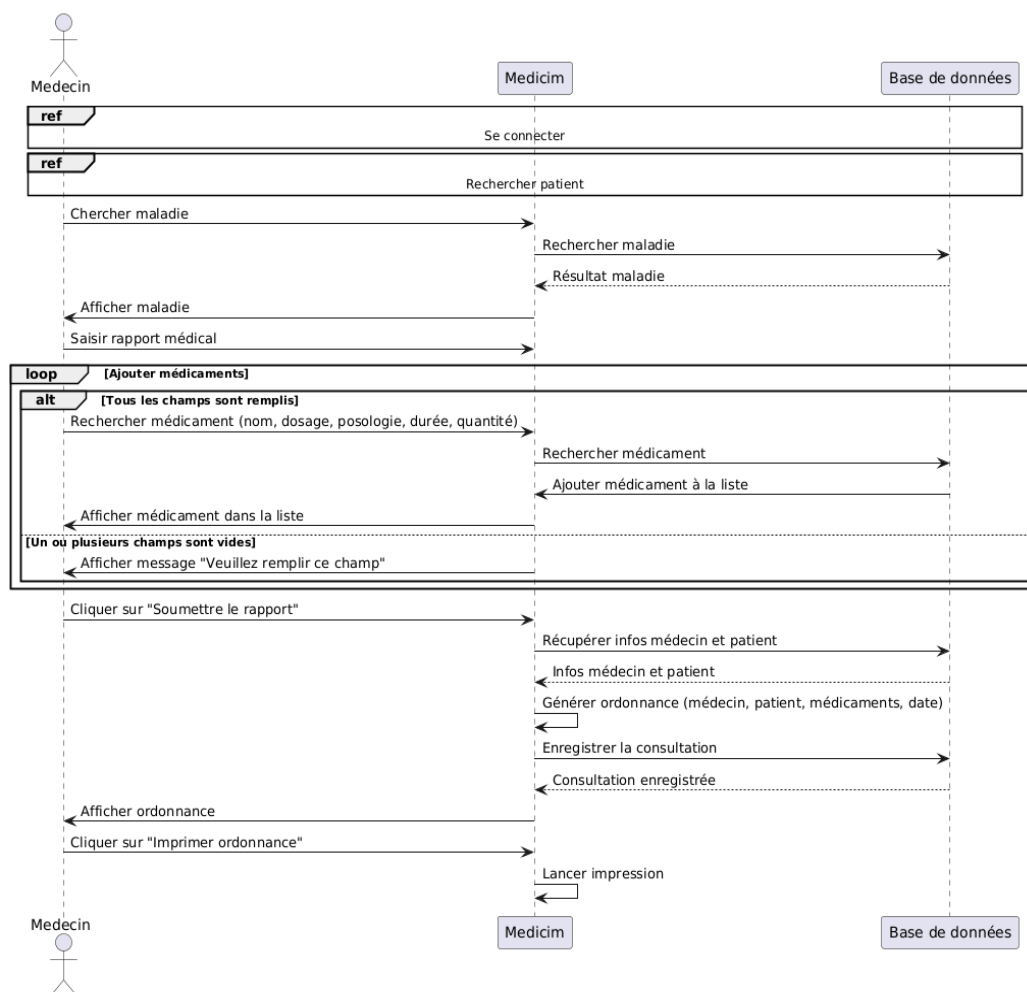 Medecin
Medicim
Base de données
ref
Se connecter
ref
Rechercher patient
Chercher maladie
Rechercher maladie
Résultat maladie
Afficher maladie
Saisir rapport médical
loop [Ajouter médicaments]
alt [Tous les champs sont remplis]
Rechercher médicament (nom, dosage, posologie, durée, quantité)
Rechercher médicament
Ajouter médicament à la liste
Afficher médicament dans la liste
[Un ou plusieurs champs sont vides]
Afficher message "Veuillez remplir ce champ"
Cliquer sur "Soumettre le rapport"
Récupérer infos médecin et patient
Infos médecin et patient
Générer ordonnance (médecin, patient, médicaments, date)
Enregistrer la consultation
Consultation enregistrée
Afficher ordonnance
Cliquer sur "Imprimer ordonnance"
Lancer impression
Medecin
Medicim
Base de données